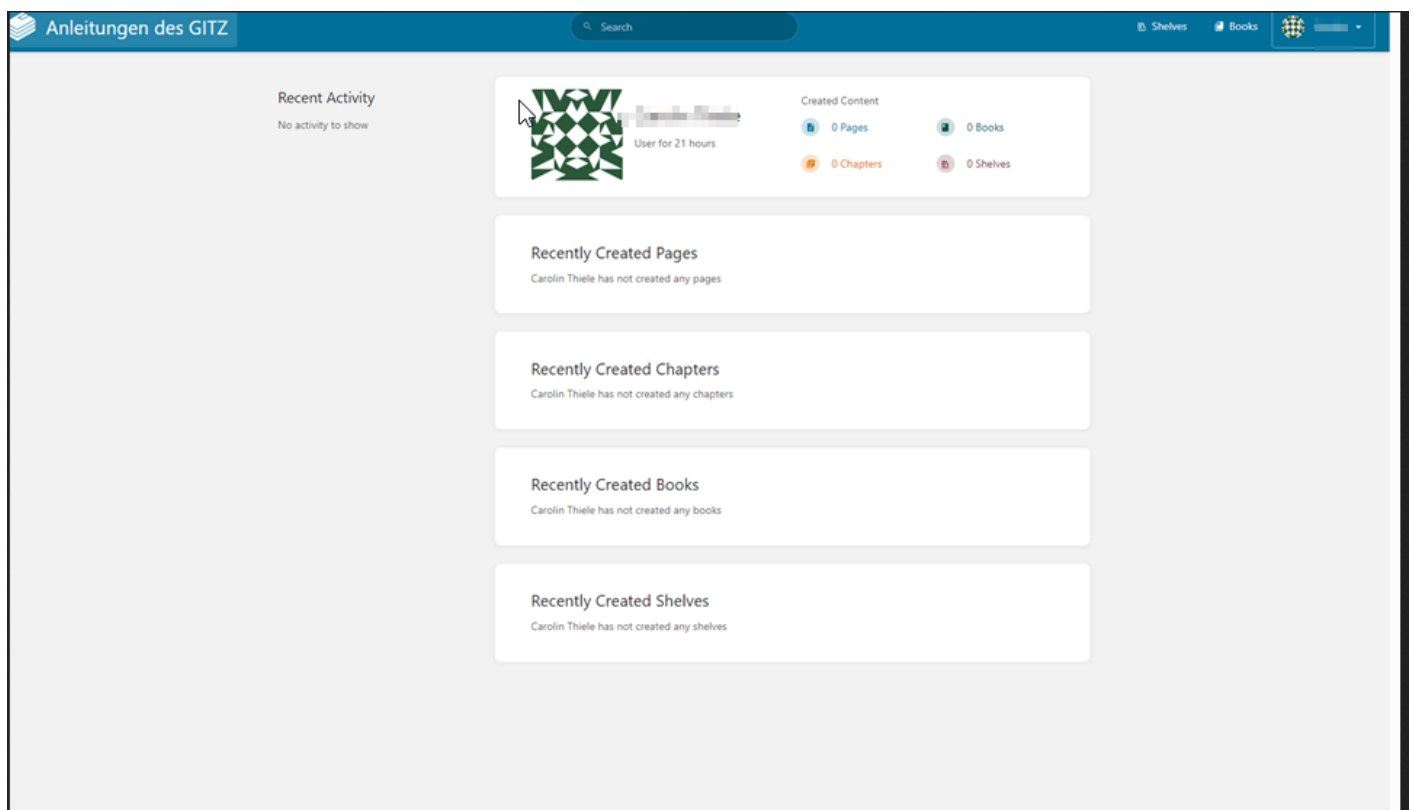 Anleitungen des GITZ
Search
Shelves
Books
Recent Activity
No activity to show
User for 21 hours
Created Content
0 Pages
0 Books
0 Chapters
0 Shelves
Recently Created Pages
Carolin Thiele has not created any pages
Recently Created Chapters
Carolin Thiele has not created any chapters
Recently Created Books
Carolin Thiele has not created any books
Recently Created Shelves
Carolin Thiele has not created any shelves